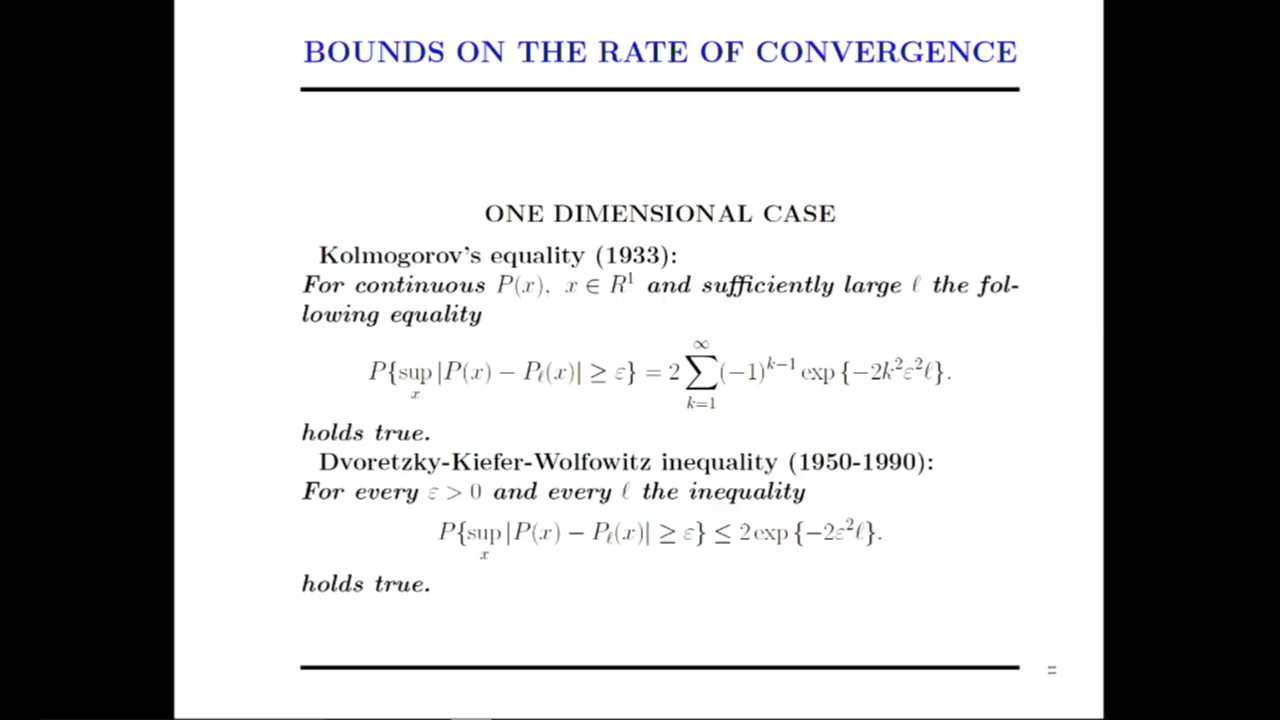 BOUNDS ON THE RATE OF CONVERGENCE
ONE DIMENSIONAL CASE
Kolmogorov's equality (1933):
For continuous P(x), x ∈ R¹ and sufficiently large ℓ the fol-
lowing equality
P{sup_x |P(x) − P_ℓ(x)| ≥ ε} = 2 ∑_{k=1}^{∞} (−1)^{k−1} exp {−2k²ε²ℓ}.
holds true.
Dvoretzky-Kiefer-Wolfowitz inequality (1950-1990):
For every ε > 0 and every ℓ the inequality
P{sup_x |P(x) − P_ℓ(x)| ≥ ε} ≤ 2 exp {−2ε²ℓ}.
holds true.